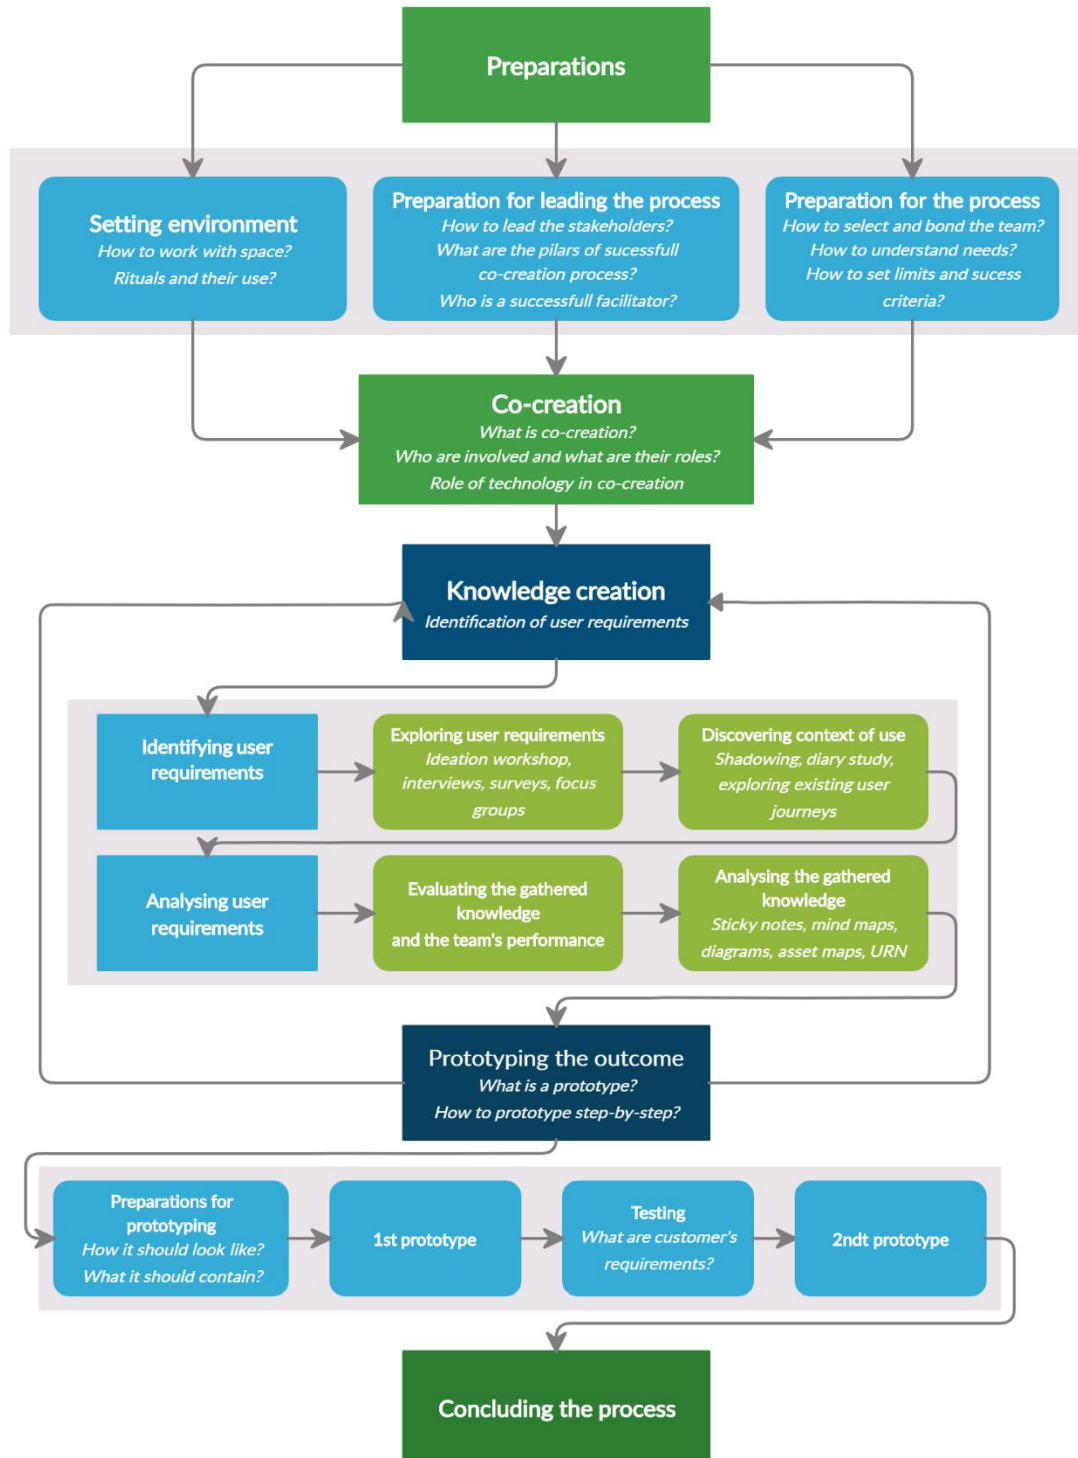 Preparations
Setting environment
How to work with space?
Rituals and their use?
Preparation for leading the process
How to lead the stakeholders?
What are the pilars of sucessfull
co-creation process?
Who is a successfull facilitator?
Preparation for the process
How to select and bond the team?
How to understand needs?
How to set limits and sucess
criteria?
Co-creation
What is co-creation?
Who are involved and what are their roles?
Role of technology in co-creation
Knowledge creation
Identification of user requirements
Identifying user
requirements
Exploring user requirements
Ideation workshop,
interviews, surveys, focus
groups
Discovering context of use
Shadowing, diary study,
exploring existing user
journeys
Analysing user
requirements
Evaluating the gathered
knowledge
and the team's performance
Analysing the gathered
knowledge
Sticky notes, mind maps,
diagrams, asset maps, URN
Prototyping the outcome
What is a prototype?
How to prototype step-by-step?
Preparations for
prototyping
How it should look like?
What it should contain?
1st prototype
Testing
What are customer's
requirements?
2ndt prototype
Concluding the process